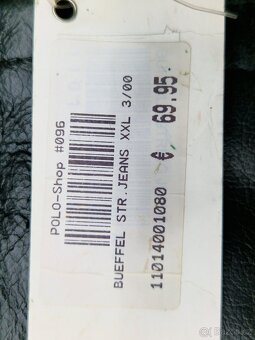 POLO-Shop #096
BUEFFEL STR.JEANS XXL 3/00
11014001080 € 69.95